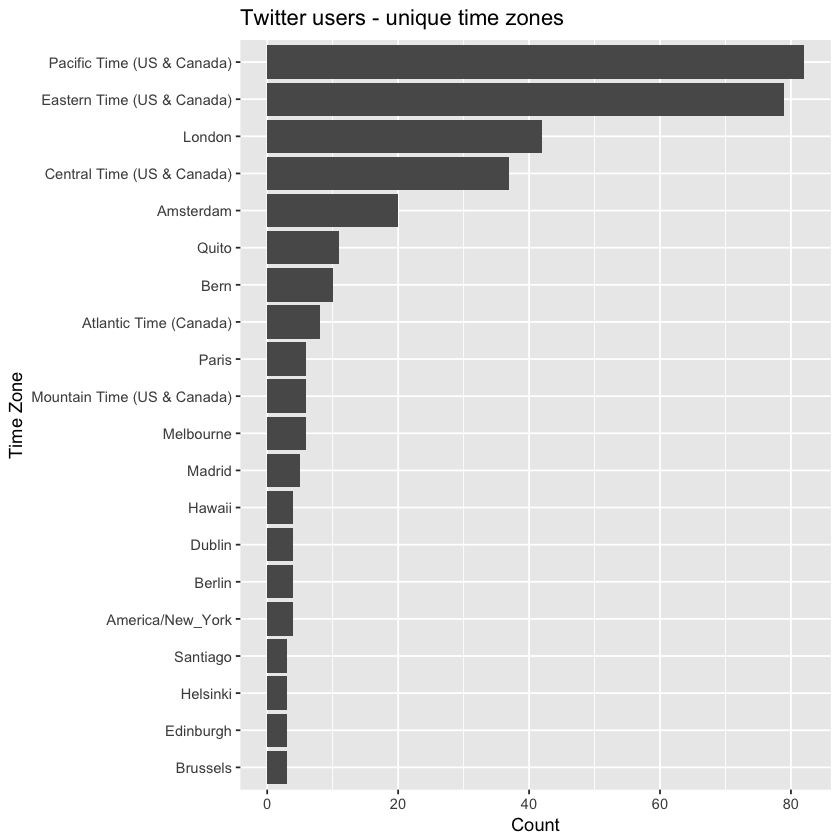 Twitter users - unique time zones
Pacific Time (US & Canada)
Eastern Time (US & Canada)
London
Central Time (US & Canada)
Amsterdam
Quito
Bern
Atlantic Time (Canada)
Paris
Mountain Time (US & Canada)
Melbourne
Madrid
Hawaii
Dublin
Berlin
America/New_York
Santiago
Helsinki
Edinburgh
Brussels
Time Zone
0 20 40 60 80
Count